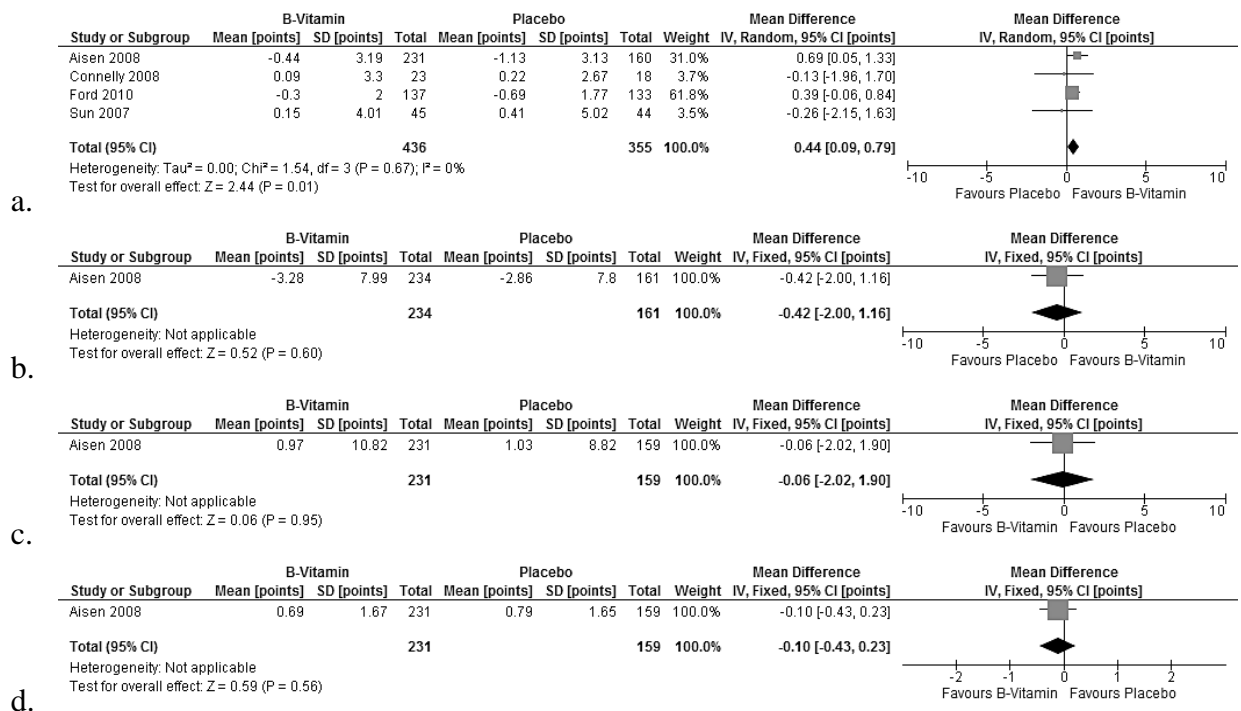 B-Vitamin Placebo Mean Difference Mean Difference
Study or Subgroup Mean [points] SD [points] Total Mean [points] SD [points] Total Weight IV, Random, 95% CI [points] IV, Random, 95% CI [points]
Aisen 2008 -0.44 3.19 231 -1.13 3.13 160 31.0% 0.69 [0.05, 1.33]
Connelly 2008 0.09 3.3 23 0.22 2.67 18 3.7% -0.13 [-1.96, 1.70]
Ford 2010 -0.3 2 137 -0.69 1.77 133 61.8% 0.39 [-0.06, 0.84]
Sun 2007 0.15 4.01 45 0.41 5.02 44 3.5% -0.26 [-2.15, 1.63]
Total (95% CI) 436 355 100.0% 0.44 [0.09, 0.79]
Heterogeneity: Tau² = 0.00; Chi² = 1.54, df = 3 (P = 0.67); I² = 0%
Test for overall effect: Z = 2.44 (P = 0.01)
-10 -5 0 5 10
Favours Placebo Favours B-Vitamin
a.
B-Vitamin Placebo Mean Difference Mean Difference
Study or Subgroup Mean [points] SD [points] Total Mean [points] SD [points] Total Weight IV, Fixed, 95% CI [points] IV, Fixed, 95% CI [points]
Aisen 2008 -3.28 7.99 234 -2.86 7.8 161 100.0% -0.42 [-2.00, 1.16]
Total (95% CI) 234 161 100.0% -0.42 [-2.00, 1.16]
Heterogeneity: Not applicable
Test for overall effect: Z = 0.52 (P = 0.60)
-10 -5 0 5 10
Favours Placebo Favours B-Vitamin
b.
B-Vitamin Placebo Mean Difference Mean Difference
Study or Subgroup Mean [points] SD [points] Total Mean [points] SD [points] Total Weight IV, Fixed, 95% CI [points] IV, Fixed, 95% CI [points]
Aisen 2008 0.97 10.82 231 1.03 8.82 159 100.0% -0.06 [-2.02, 1.90]
Total (95% CI) 231 159 100.0% -0.06 [-2.02, 1.90]
Heterogeneity: Not applicable
Test for overall effect: Z = 0.06 (P = 0.95)
-10 -5 0 5 10
Favours B-Vitamin Favours Placebo
c.
B-Vitamin Placebo Mean Difference Mean Difference
Study or Subgroup Mean [points] SD [points] Total Mean [points] SD [points] Total Weight IV, Fixed, 95% CI [points] IV, Fixed, 95% CI [points]
Aisen 2008 0.69 1.67 231 0.79 1.65 159 100.0% -0.10 [-0.43, 0.23]
Total (95% CI) 231 159 100.0% -0.10 [-0.43, 0.23]
Heterogeneity: Not applicable
Test for overall effect: Z = 0.59 (P = 0.56)
-2 -1 0 1 2
Favours B-Vitamin Favours Placebo
d.